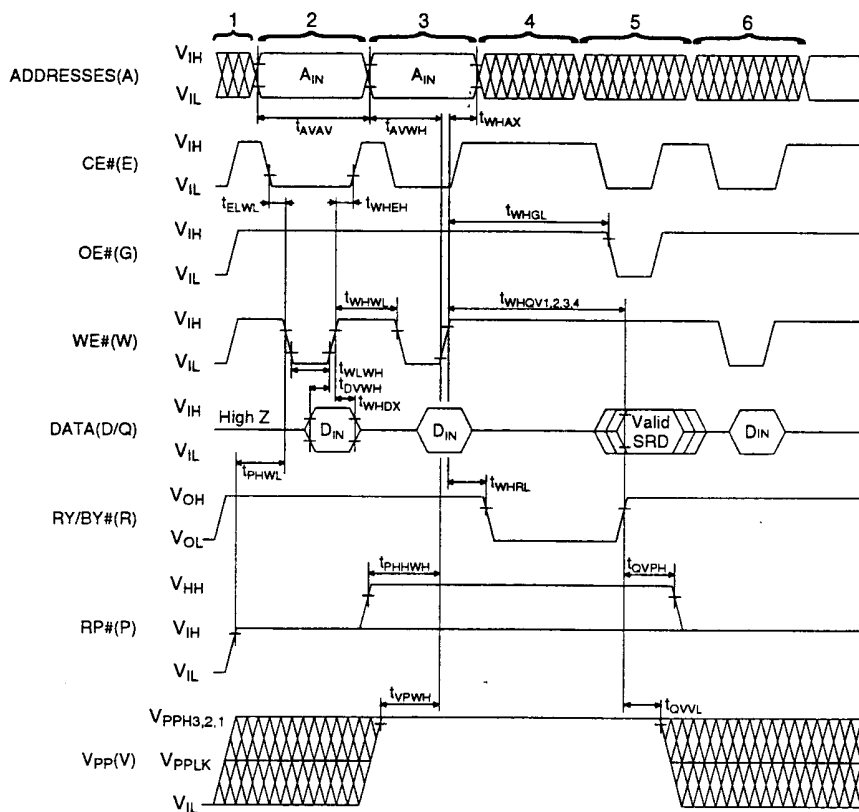 1 2 3 4 5 6
ADDRESSES(A) VIH AIN AIN
VIL
tAVAV tAVWH tWHAX
CE#(E) VIH
VIL
tELWL tWHEH tWHGL
OE#(G) VIH
VIL
tWHWL tWHQV1,2,3,4
WE#(W) VIH
VIL
tWLWH
tDVWH
tWHDX
DATA(D/Q) VIH High Z DIN DIN Valid SRD DIN
VIL
tPHWL tWHRL
RY/BY#(R) VOH
VOL
tPHHWH tQVPH
RP#(P) VHH
VIH
VIL
tVPWH tQVVL
VPP(V) VPPH3,2,1
VPPLK
VIL